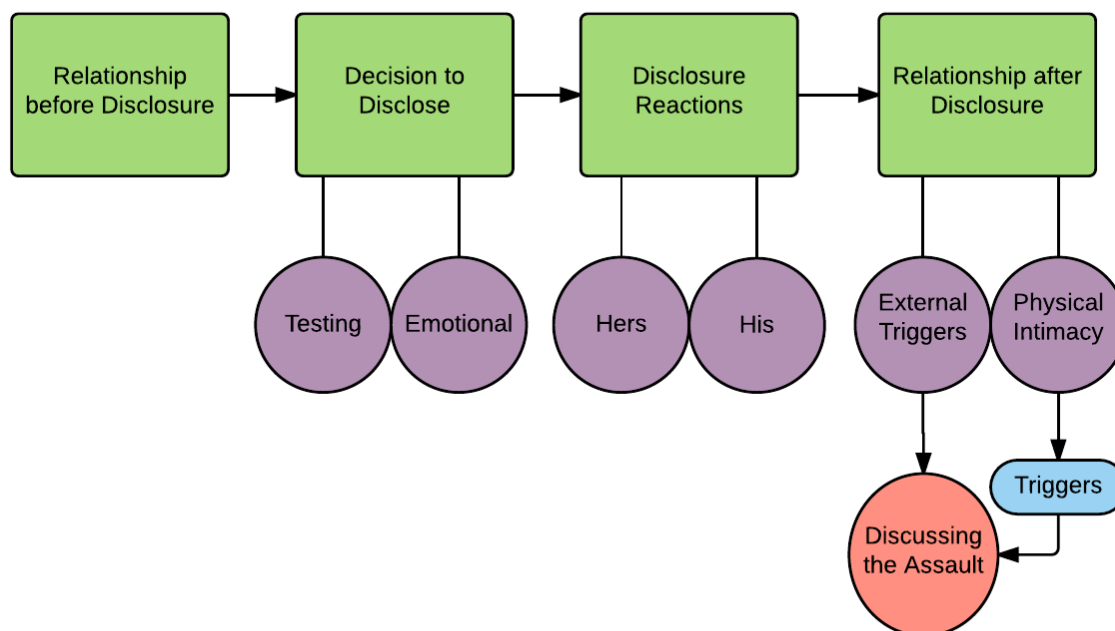 Relationship
before Disclosure
Decision to
Disclose
Disclosure
Reactions
Relationship after
Disclosure
Testing
Emotional
Hers
His
External
Triggers
Physical
Intimacy
Triggers
Discussing
the Assault